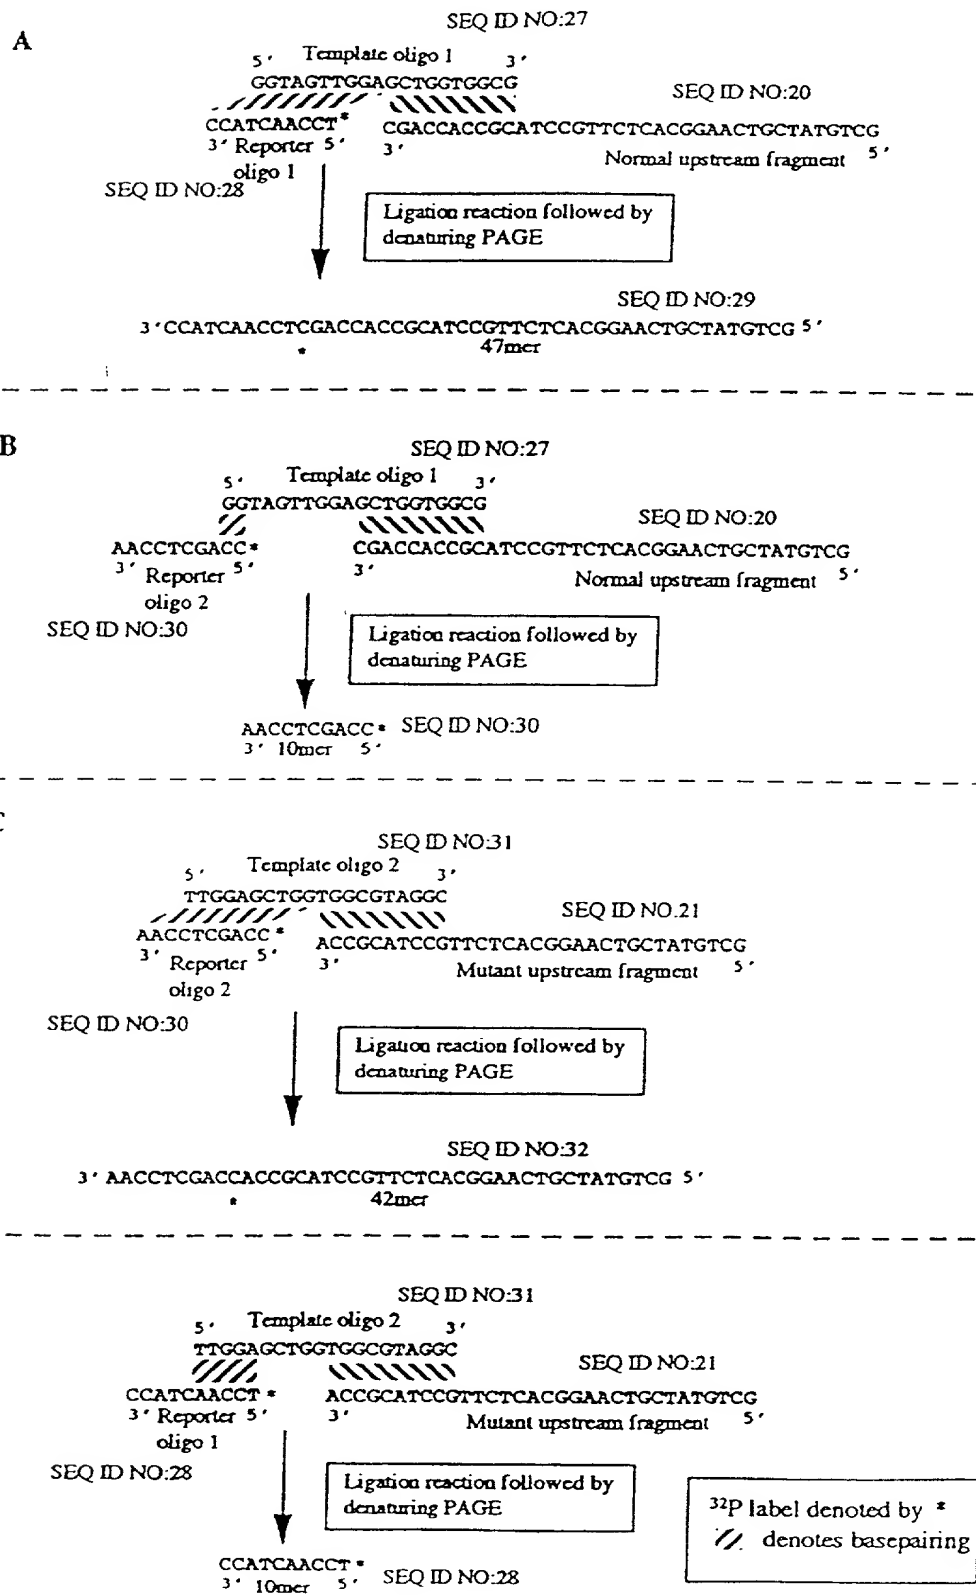 SEQ ID NO:27
A
5' Template oligo 1 3'
GGTAGTTGGAGCTGGTGGCG
SEQ ID NO:20
CCATCAACCT* CGACCACCGCATCCGTTCTCACGGAACTGCTATGTCG
3' Reporter 5' 3' Normal upstream fragment 5'
oligo 1
SEQ ID NO:28
Ligation reaction followed by
denaturing PAGE
SEQ ID NO:29
3'CCATCAACCTCGACCACCGCATCCGTTCTCACGGAACTGCTATGTCG 5'
* 47mer
B
SEQ ID NO:27
5' Template oligo 1 3'
GGTAGTTGGAGCTGGTGGCG
SEQ ID NO:20
AACCTCGACC* CGACCACCGCATCCGTTCTCACGGAACTGCTATGTCG
3' Reporter 5' 3' Normal upstream fragment 5'
oligo 2
SEQ ID NO:30
Ligation reaction followed by
denaturing PAGE
AACCTCGACC* SEQ ID NO:30
3' 10mer 5'
SEQ ID NO:31
5' Template oligo 2 3'
TTGGAGCTGGTGGCGTAGGC
SEQ ID NO.21
AACCTCGACC * ACCGCATCCGTTCTCACGGAACTGCTATGTCG
3' Reporter 5' 3' Mutant upstream fragment 5'
oligo 2
SEQ ID NO:30
Ligation reaction followed by
denaturing PAGE
SEQ ID NO:32
3' AACCTCGACCACCGCATCCGTTCTCACGGAACTGCTATGTCG 5'
* 42mer
SEQ ID NO:31
5' Template oligo 2 3'
TTGGAGCTGGTGGCGTAGGC
SEQ ID NO:21
CCATCAACCT * ACCGCATCCGTTCTCACGGAACTGCTATGTCG
3' Reporter 5' 3' Mutant upstream fragment 5'
oligo 1
SEQ ID NO:28
Ligation reaction followed by
denaturing PAGE
CCATCAACCT* SEQ ID NO:28
3' 10mer 5'
32P label denoted by *
denotes basepairing